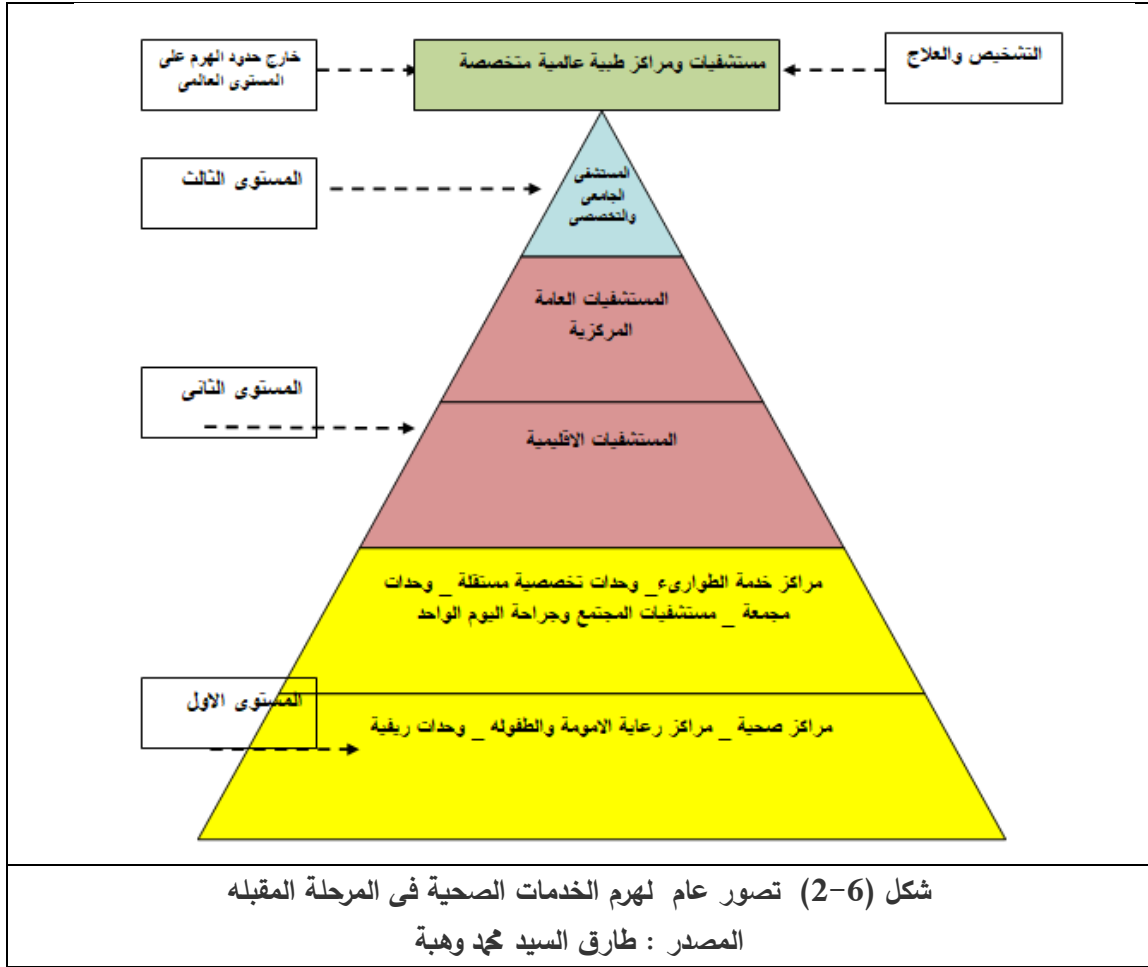 التشخيص والعلاج
مستشفيات ومراكز طبية عالمية متخصصة
خارج حدود الهرم على
المستوى العالمى
المستوى الثالث
المستشفى
الجامعى
والتخصصى
المستشفيات العامة
المركزية
المستوى الثانى
المستشفيات الاقليمية
مراكز خدمة الطوارىء_ وحدات تخصصية مستقلة _ وحدات
مجمعة _ مستشفيات المجتمع وجراحة اليوم الواحد
المستوى الاول
مراكز صحية _ مراكز رعاية الامومة والطفوله _ وحدات ريفية
شكل (6-2) تصور عام لهرم الخدمات الصحية فى المرحلة المقبله
المصدر : طارق السيد محمد وهبة